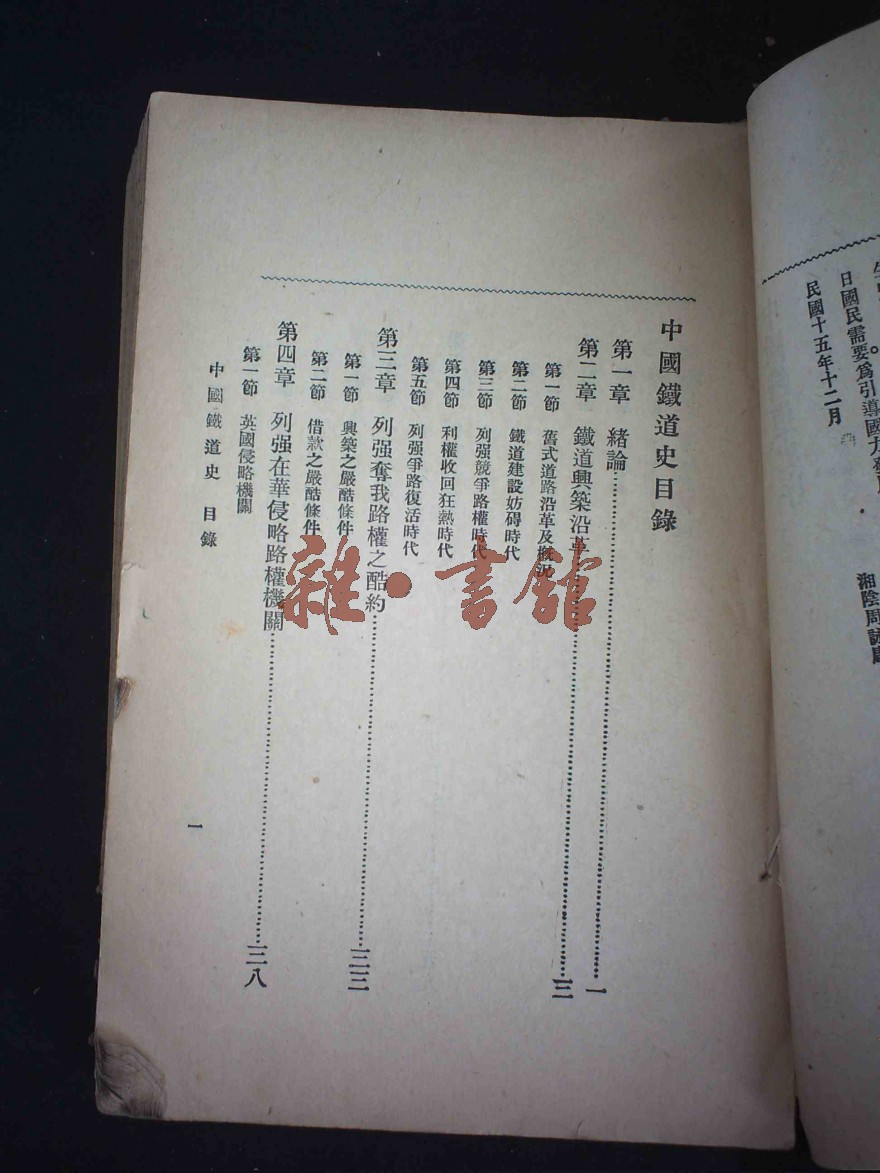 日國民需要。爲引導國力
民國十五年十二月
湘陰周
中國鐵道史目錄
第一章 緒論⋯⋯一
第二章 鐵道興築沿革⋯⋯三
第一節 舊式道路沿革及概況
第二節 鐵道建設妨碍時代
第三節 列强競爭路權時代
第四節 利權收回狂熱時代
第五節 列强爭路復活時代
第三章 列强奪我路權之酷約⋯⋯三三
第一節 興築之嚴酷條件
第二節 借款之嚴酷條件
第四章 列强在華侵略路權機關⋯⋯三八
第一節 英國侵略機關
中國鐵道史 目錄
一
雜·書館